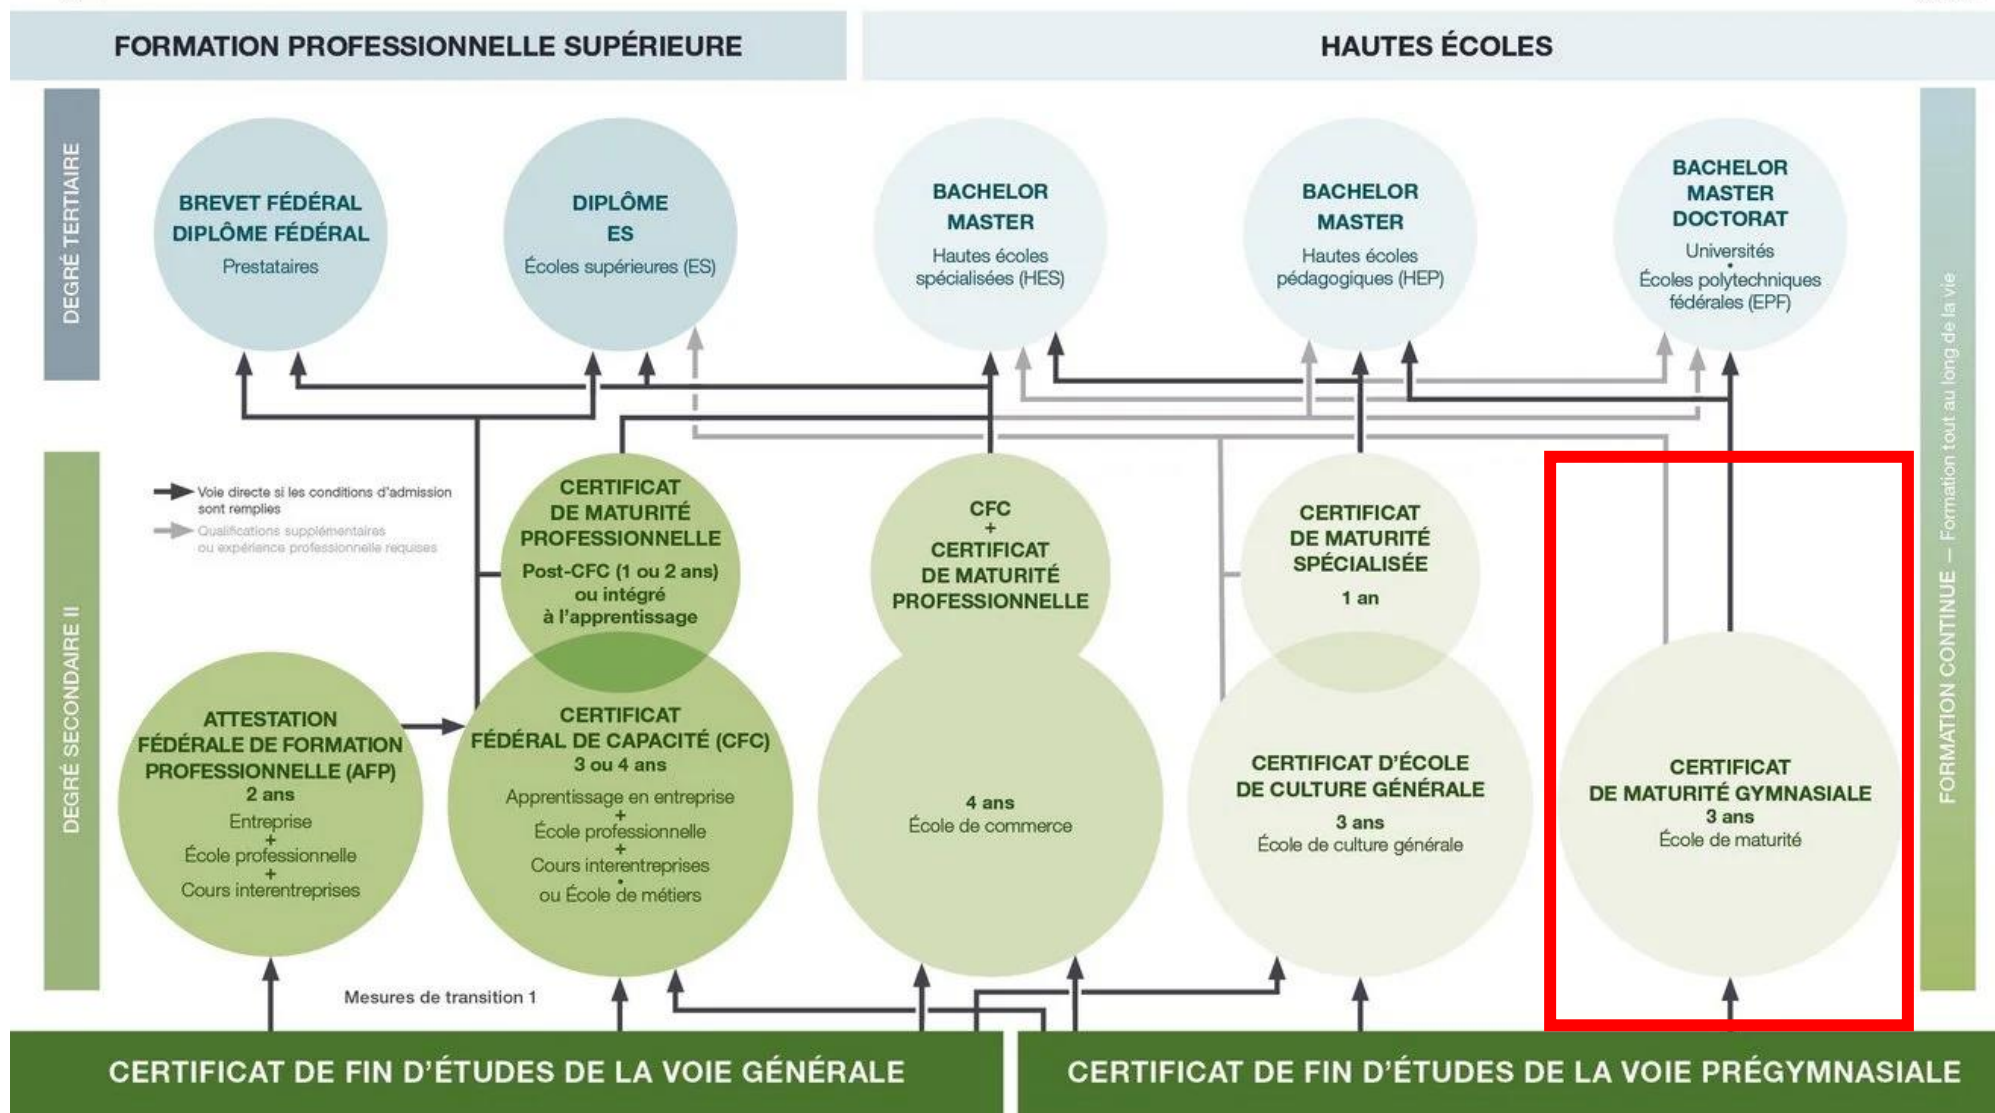 FORMATION PROFESSIONNELLE SUPÉRIEURE
HAUTES ÉCOLES
DEGRÉ TERTIAIRE
BREVET FÉDÉRAL
DIPLÔME FÉDÉRAL
Prestataires
DIPLÔME
ES
Écoles supérieures (ES)
BACHELOR
MASTER
Hautes écoles
spécialisées (HES)
BACHELOR
MASTER
Hautes écoles
pédagogiques (HEP)
BACHELOR
MASTER
DOCTORAT
Universités
•
Écoles polytechniques
fédérales (EPF)
FORMATION CONTINUE — Formation tout au long de la vie
DEGRÉ SECONDAIRE II
Voie directe si les conditions d'admission
sont remplies
Qualifications supplémentaires
ou expérience professionnelle requises
CERTIFICAT
DE MATURITÉ
PROFESSIONNELLE
Post-CFC (1 ou 2 ans)
ou intégré
à l'apprentissage
CFC
+
CERTIFICAT
DE MATURITÉ
PROFESSIONNELLE
CERTIFICAT
DE MATURITÉ
SPÉCIALISÉE
1 an
ATTESTATION
FÉDÉRALE DE FORMATION
PROFESSIONNELLE (AFP)
2 ans
Entreprise
+
École professionnelle
+
Cours interentreprises
CERTIFICAT
FÉDÉRAL DE CAPACITÉ (CFC)
3 ou 4 ans
Apprentissage en entreprise
+
École professionnelle
+
Cours interentreprises
•
ou École de métiers
4 ans
École de commerce
CERTIFICAT D'ÉCOLE
DE CULTURE GÉNÉRALE
3 ans
École de culture générale
CERTIFICAT
DE MATURITÉ GYMNASIALE
3 ans
École de maturité
Mesures de transition 1
CERTIFICAT DE FIN D'ÉTUDES DE LA VOIE GÉNÉRALE
CERTIFICAT DE FIN D'ÉTUDES DE LA VOIE PRÉGYMNASIALE